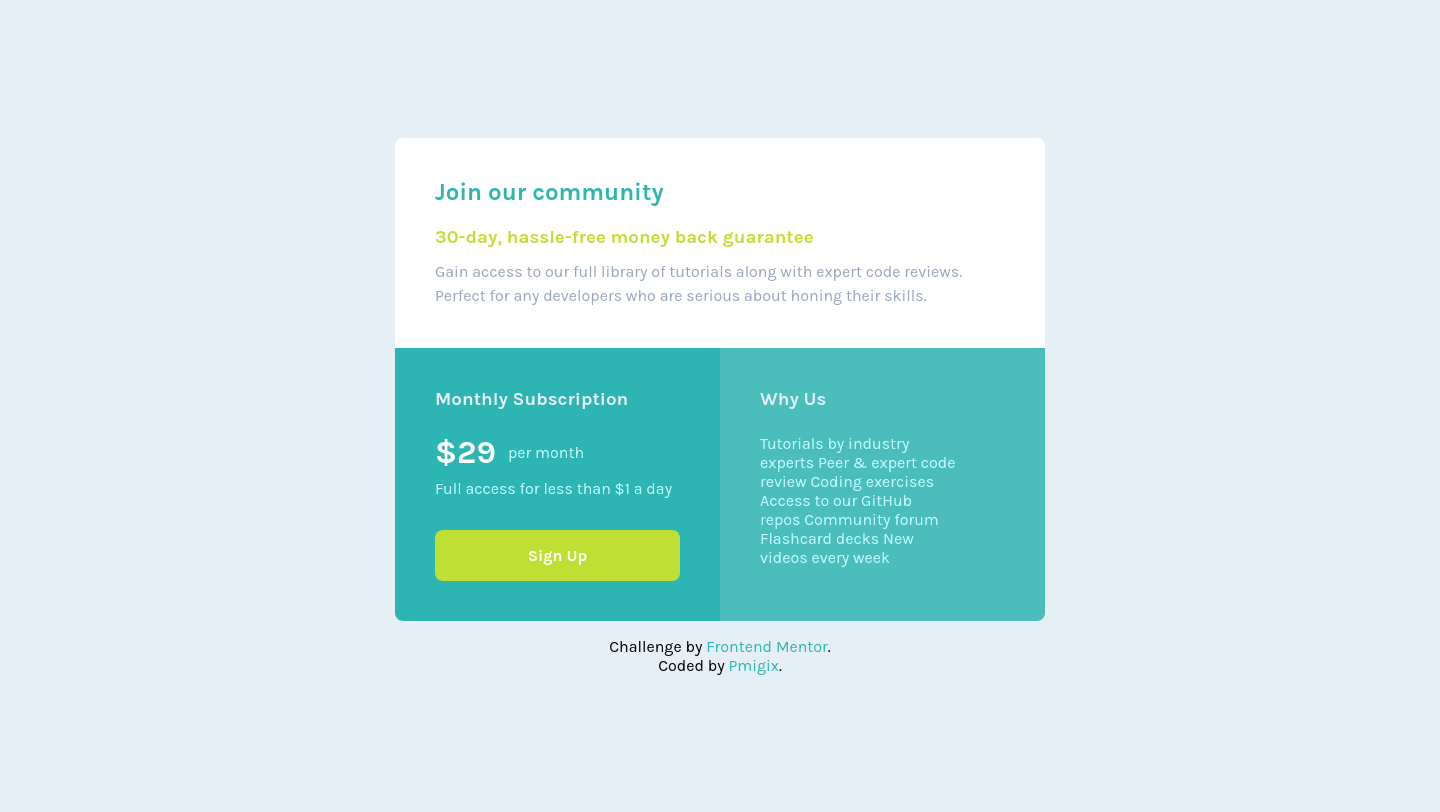 Join our community
30-day, hassle-free money back guarantee
Gain access to our full library of tutorials along with expert code reviews.
Perfect for any developers who are serious about honing their skills.
Monthly Subscription
$29 per month
Full access for less than $1 a day
Sign Up
Why Us
Tutorials by industry
experts Peer & expert code
review Coding exercises
Access to our GitHub
repos Community forum
Flashcard decks New
videos every week
Challenge by Frontend Mentor.
Coded by Pmigix.